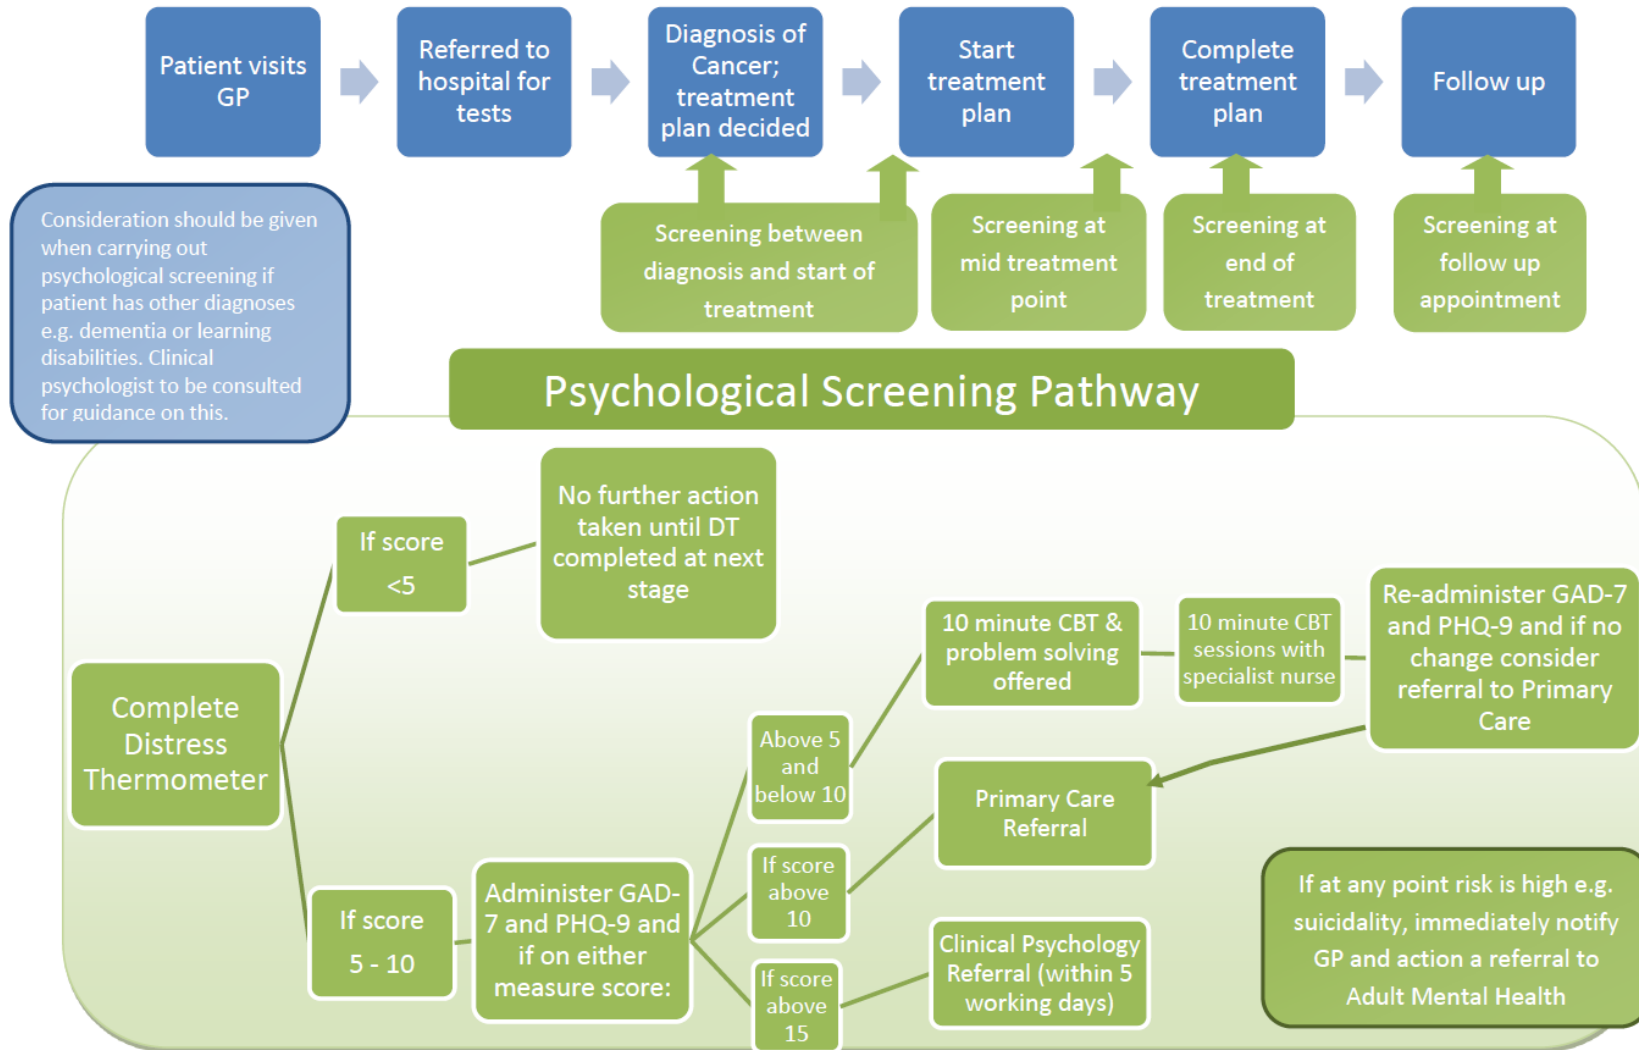 Patient visits
GP
Referred to
hospital for
tests
Diagnosis of
Cancer;
treatment
plan decided
Start
treatment
plan
Complete
treatment
plan
Follow up
Consideration should be given
when carrying out
psychological screening if
patient has other diagnoses
e.g. dementia or learning
disabilities. Clinical
psychologist to be consulted
for guidance on this.
Screening between
diagnosis and start of
treatment
Screening at
mid treatment
point
Screening at
end of
treatment
Screening at
follow up
appointment
Psychological Screening Pathway
Complete
Distress
Thermometer
If score
<5
No further action
taken until DT
completed at next
stage
If score
5 - 10
Administer GAD-
7 and PHQ-9 and
if on either
measure score:
Above 5
and
below 10
10 minute CBT &
problem solving
offered
10 minute CBT
sessions with
specialist nurse
Re-administer GAD-7
and PHQ-9 and if no
change consider
referral to Primary
Care
If score
above
10
Primary Care
Referral
If score
above
15
Clinical Psychology
Referral (within 5
working days)
If at any point risk is high e.g.
suicidality, immediately notify
GP and action a referral to
Adult Mental Health